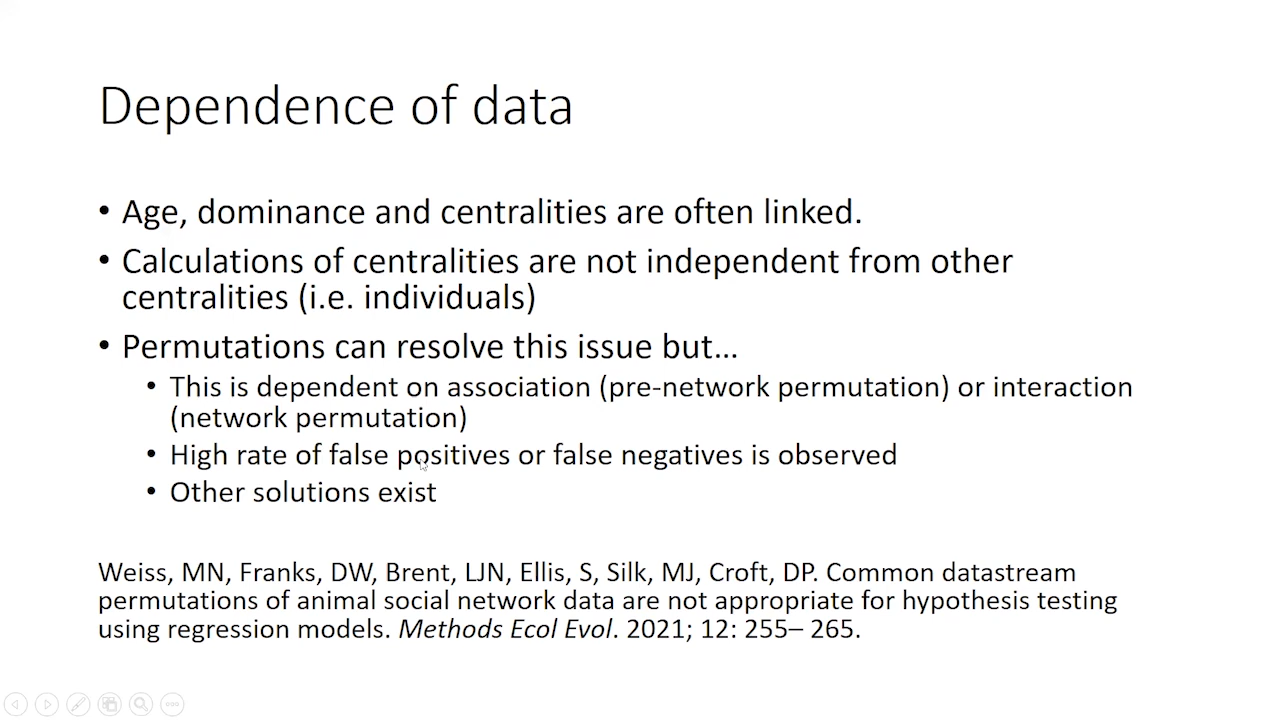 Dependence of data
• Age, dominance and centralities are often linked.
• Calculations of centralities are not independent from other
centralities (i.e. individuals)
• Permutations can resolve this issue but...
• This is dependent on association (pre-network permutation) or interaction
(network permutation)
• High rate of false positives or false negatives is observed
• Other solutions exist
Weiss, MN, Franks, DW, Brent, LJN, Ellis, S, Silk, MJ, Croft, DP. Common datastream
permutations of animal social network data are not appropriate for hypothesis testing
using regression models. Methods Ecol Evol. 2021; 12: 255– 265.